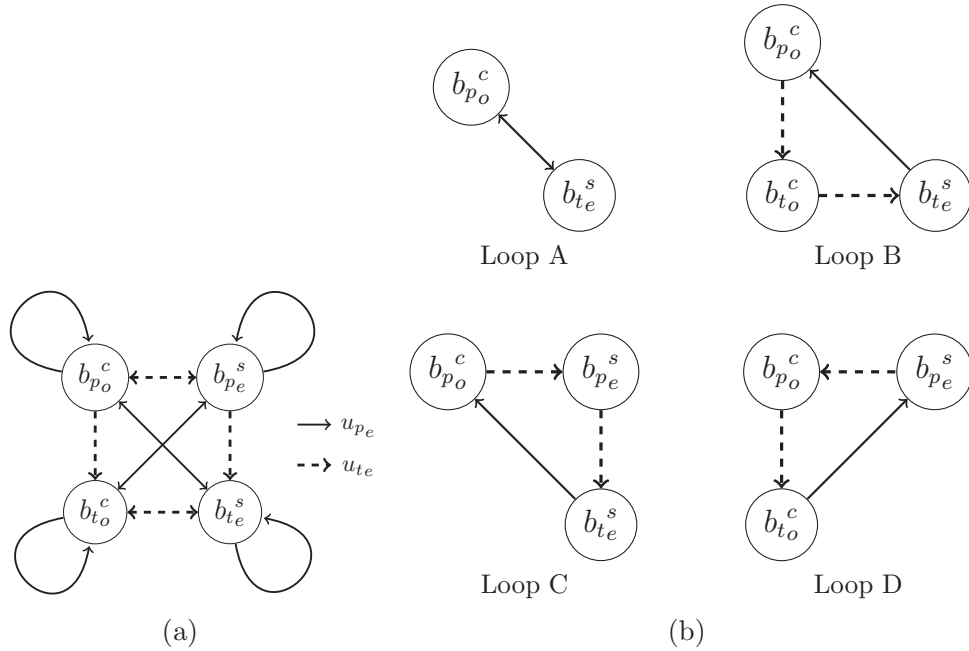 b_{p_o}^c
b_{t_e}^s
Loop A
b_{p_o}^c
b_{t_o}^c
b_{t_e}^s
Loop B
b_{p_o}^c
b_{p_e}^s
b_{t_o}^c
b_{t_e}^s
u_{p_e}
u_{t_e}
(a)
b_{p_o}^c
b_{p_e}^s
b_{t_e}^s
Loop C
b_{p_o}^c
b_{p_e}^s
b_{t_o}^c
Loop D
(b)